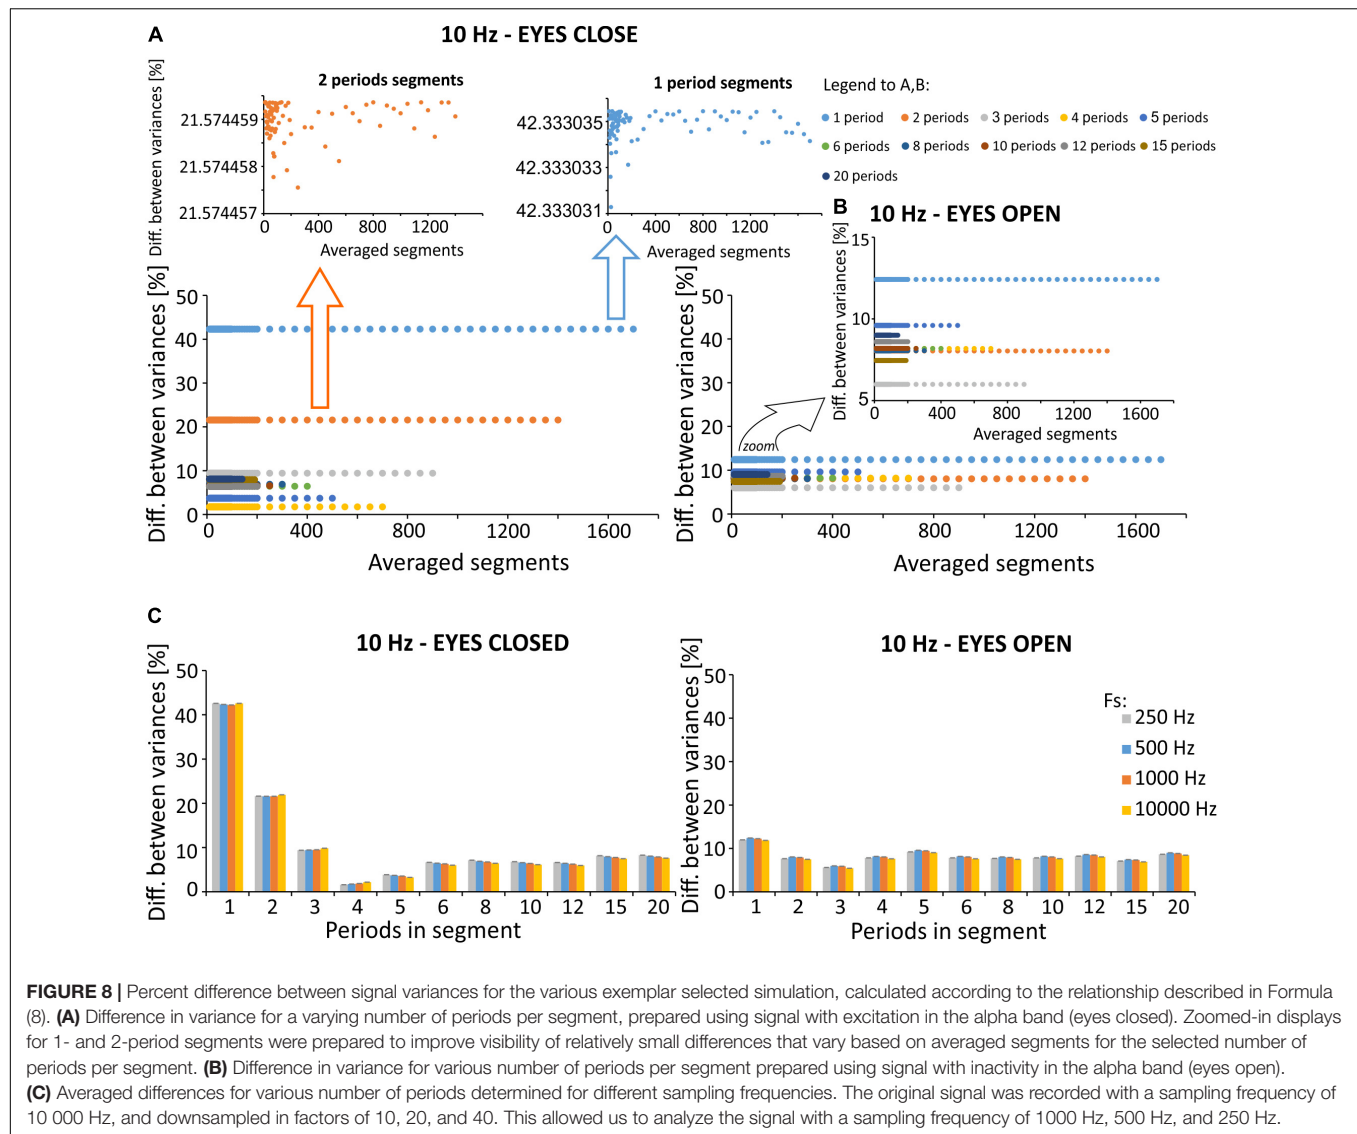 A
10 Hz - EYES CLOSE
Diff. between variances [%]
2 periods segments
21.574459
21.574458
21.574457
0 400 800 1200
Averaged segments
1 period segments
42.333035
42.333033
42.333031
0 400 800 1200
Averaged segments
Legend to A,B:
1 period 2 periods 3 periods 4 periods 5 periods
6 periods 8 periods 10 periods 12 periods 15 periods
20 periods
Diff. between variances [%]
50
40
30
20
10
0
0 400 800 1200 1600
Averaged segments
B
10 Hz - EYES OPEN
Diff. between variances [%]
15
10
5
0 400 800 1200 1600
Averaged segments
Diff. between variances [%]
50
40
30
20
10
0
zoom
0 400 800 1200 1600
Averaged segments
C
10 Hz - EYES CLOSED
Diff. between variances [%]
50
40
30
20
10
0
1 2 3 4 5 6 8 10 12 15 20
Periods in segment
10 Hz - EYES OPEN
Diff. between variances [%]
50
40
30
20
10
0
1 2 3 4 5 6 8 10 12 15 20
Periods in segment
Fs:
250 Hz
500 Hz
1000 Hz
10000 Hz
FIGURE 8 | Percent difference between signal variances for the various exemplar selected simulation, calculated according to the relationship described in Formula
(8). (A) Difference in variance for a varying number of periods per segment, prepared using signal with excitation in the alpha band (eyes closed). Zoomed-in displays
for 1- and 2-period segments were prepared to improve visibility of relatively small differences that vary based on averaged segments for the selected number of
periods per segment. (B) Difference in variance for various number of periods per segment prepared using signal with inactivity in the alpha band (eyes open).
(C) Averaged differences for various number of periods determined for different sampling frequencies. The original signal was recorded with a sampling frequency of
10 000 Hz, and downsampled in factors of 10, 20, and 40. This allowed us to analyze the signal with a sampling frequency of 1000 Hz, 500 Hz, and 250 Hz.